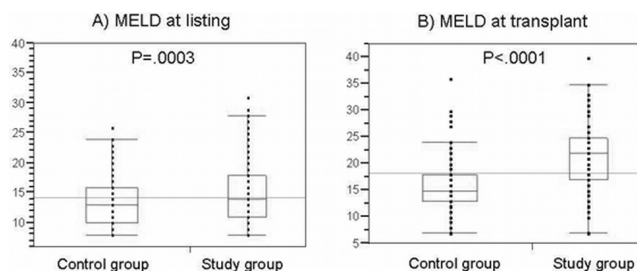 A) MELD at listing
40
35
30
25
20
15
10
P=.0003
Control group
Study group
B) MELD at transplant
40
35
30
25
20
15
10
5
P<.0001
Control group
Study group